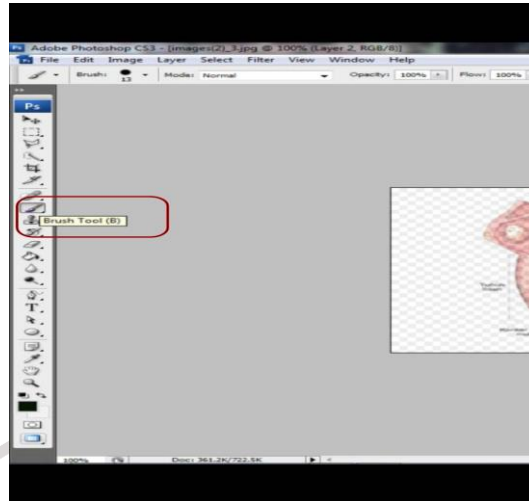 Adobe Photoshop CS3 - [images(2)_3.jpg @ 100% (Layer 2, RGB/8)]
File Edit Image Layer Select Filter View Window Help
Brush: 13 Mode: Normal Opacity: 100% Flow: 100%
Ps
Brush Tool (B)
T
100% Doc: 361.2K/722.5K